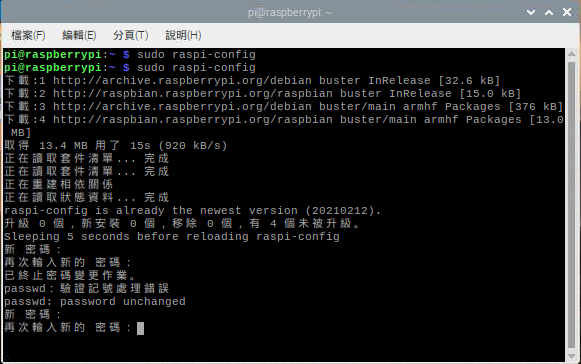 pi@raspberrypi: ~
檔案(F) 編輯(E) 分頁(T) 說明(H)
pi@raspberrypi:~ $ sudo raspi-config
pi@raspberrypi:~ $ sudo raspi-config
下載:1 http://archive.raspberrypi.org/debian buster InRelease [32.6 kB]
下載:2 http://raspbian.raspberrypi.org/raspbian buster InRelease [15.0 kB]
下載:3 http://archive.raspberrypi.org/debian buster/main armhf Packages [376 kB]
下載:4 http://raspbian.raspberrypi.org/raspbian buster/main armhf Packages [13.0
 MB]
取得 13.4 MB 用了 15s (920 kB/s)
正在讀取套件清單... 完成
正在讀取套件清單... 完成
正在重建相依關係
正在讀取狀態資料... 完成
raspi-config is already the newest version (20210212).
升級 0 個，新安裝 0 個，移除 0 個，有 4 個未被升級。
Sleeping 5 seconds before reloading raspi-config
新 密碼：
再次輸入新的 密碼：
已終止密碼變更作業。
passwd：驗證記號處理錯誤
passwd: password unchanged
新 密碼：
再次輸入新的 密碼：